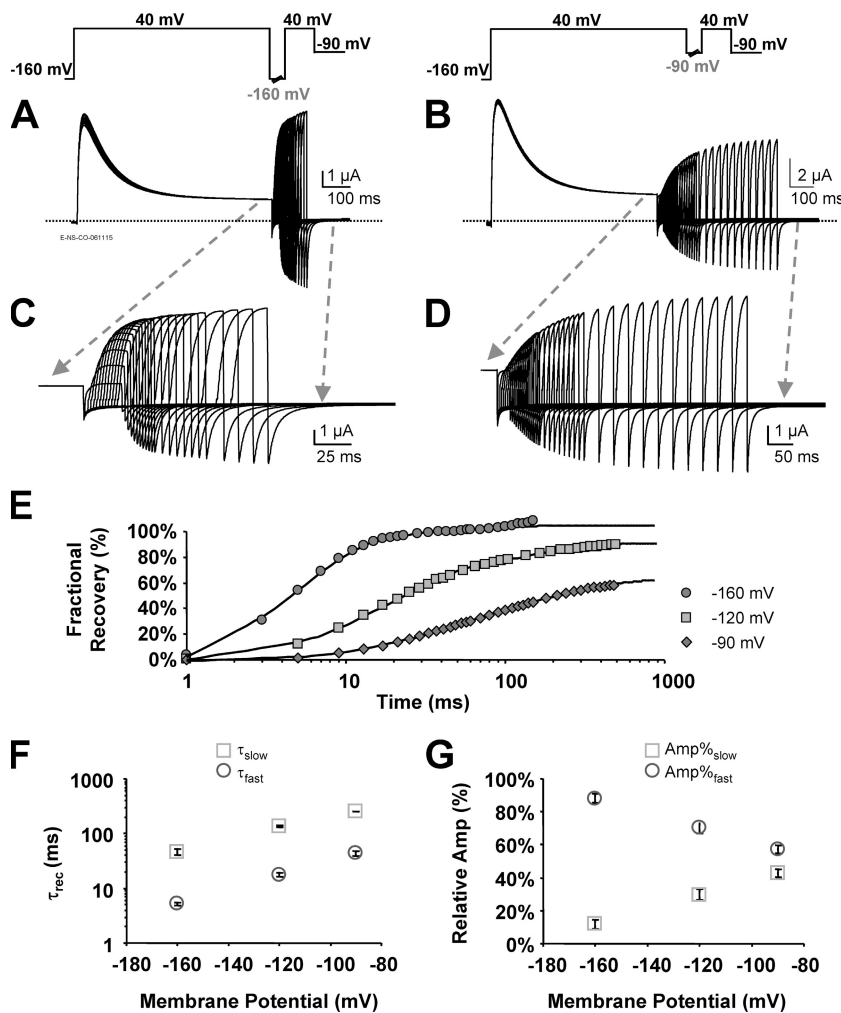 40 mV
40 mV
-90 mV
-160 mV
-160 mV
40 mV
40 mV
-90 mV
-160 mV
-90 mV
A
1 µA
100 ms
E-NS-CO-061115
B
2 µA
100 ms
C
1 µA
25 ms
D
1 µA
50 ms
E
Fractional
Recovery (%)
100%
80%
60%
40%
20%
0%
1
10
100
1000
Time (ms)
-160 mV
-120 mV
-90 mV
F
τslow
τfast
τrec (ms)
1000
100
10
1
-180
-160
-140
-120
-100
-80
Membrane Potential (mV)
G
Amp%slow
Amp%fast
Relative Amp (%)
100%
80%
60%
40%
20%
0%
-180
-160
-140
-120
-100
-80
Membrane Potential (mV)